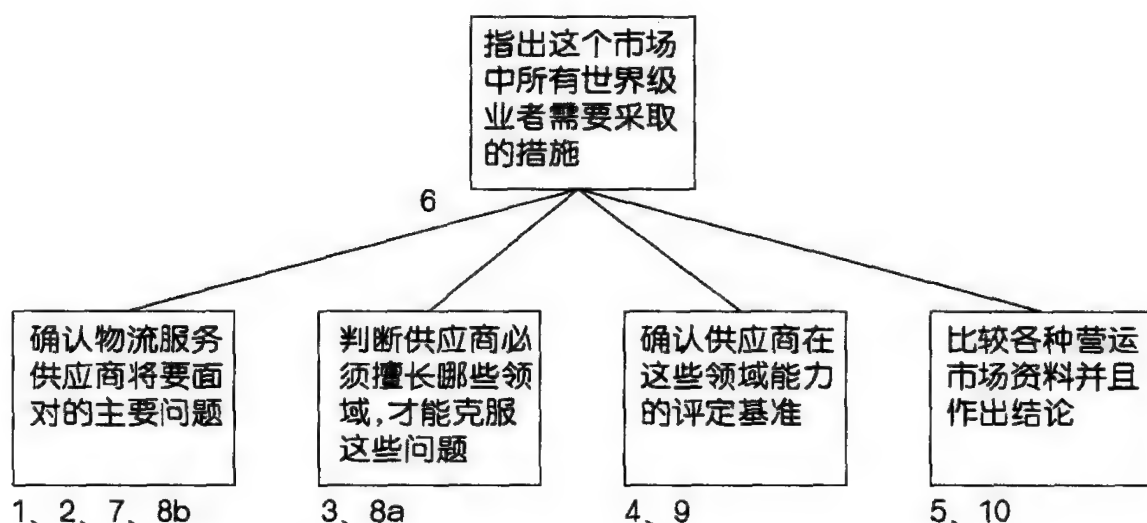 指出这个市场
中所有世界级
业者需要采取
的措施
6
确认物流服务
供应商将要面
对的主要问题
判断供应商必
须擅长哪些领
域，才能克服
这些问题
确认供应商在
这些领域能力
的评定基准
比较各种营运
市场资料并且
作出结论
1、2、7、8b
3、8a
4、9
5、10